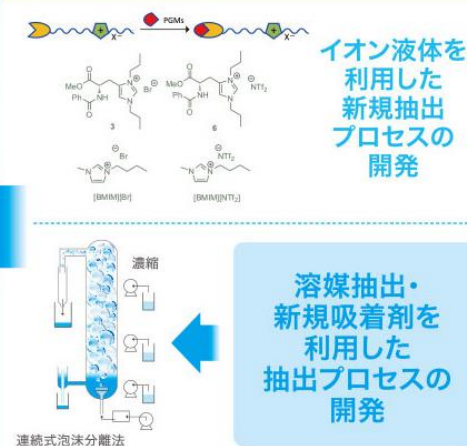 PGMs
X⁻
イオン液体を
利用した
新規抽出
プロセスの
開発
O
MeO
NH
Ph
O
N
⊕
N
⊖
Br
3
O
MeO
NH
Ph
O
N
⊕
N
⊖
NTf₂
6
⊖
Br
N
⊕
N
[BMIM][Br]
⊖
NTf₂
N
⊕
N
[BMIM][NTf₂]
濃縮
連続式泡沫分離法
溶媒抽出・
新規吸着剤を
利用した
抽出プロセスの
開発